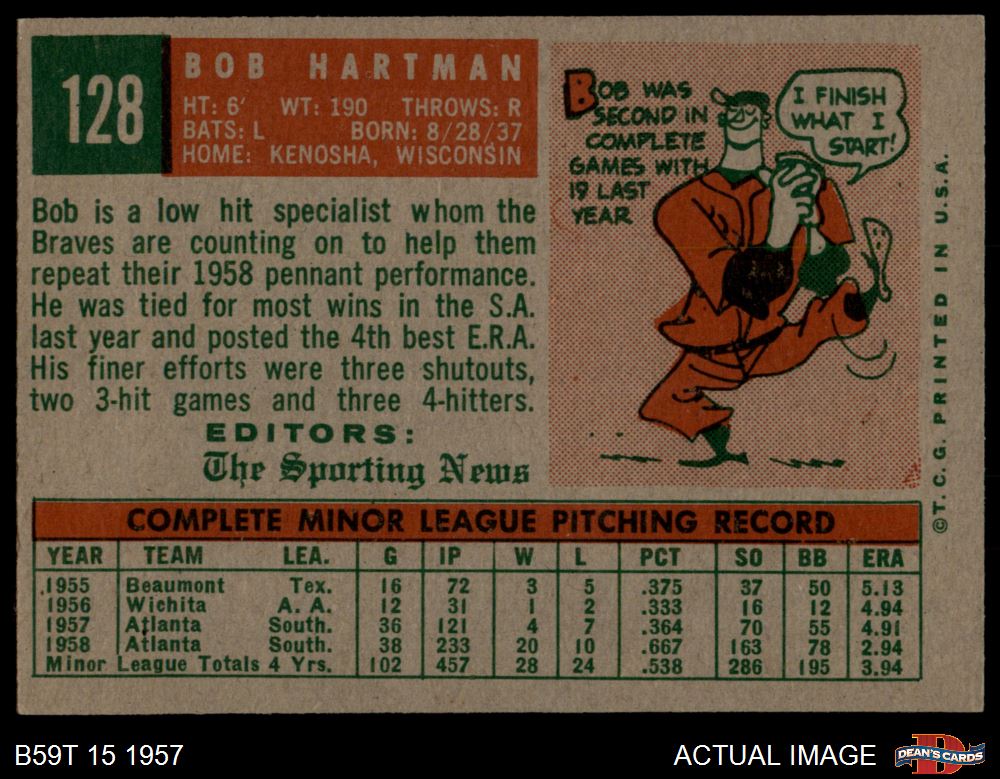 128
BOB HARTMAN
HT: 6' WT: 190 THROWS: R
BATS: L BORN: 8/28/37
HOME: KENOSHA, WISCONSIN
Bob is a low hit specialist whom the
Braves are counting on to help them
repeat their 1958 pennant performance.
He was tied for most wins in the S.A.
last year and posted the 4th best E.R.A.
His finer efforts were three shutouts,
two 3-hit games and three 4-hitters.
EDITORS:
The Sporting News
BOB WAS
SECOND IN
COMPLETE
GAMES WITH
19 LAST
YEAR
I FINISH
WHAT I
START!
©T.C.G. PRINTED IN U.S.A.
COMPLETE MINOR LEAGUE PITCHING RECORD
YEAR TEAM LEA. G IP W L PCT SO BB ERA
1955 Beaumont Tex. 16 72 3 5 .375 37 50 5.13
1956 Wichita A. A. 12 31 1 2 .333 16 12 4.94
1957 Atlanta South. 36 121 4 7 .364 70 55 4.91
1958 Atlanta South. 38 233 20 10 .667 163 78 2.94
Minor League Totals 4 Yrs. 102 457 28 24 .538 286 195 3.94
B59T 15 1957
ACTUAL IMAGE
DEAN'S CARDS